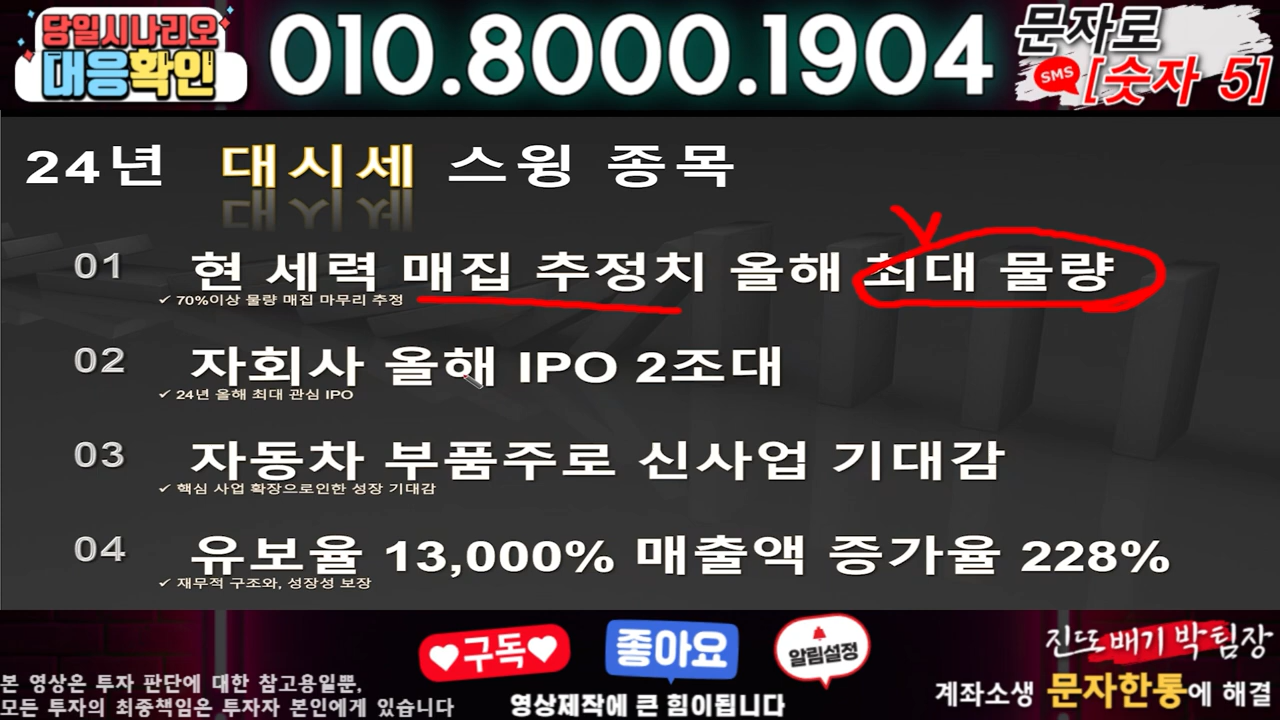 당일시나리오
대응확인
010.8000.1904
문자로
SMS
[숫자 5]
24년 대시세 스윙 종목
01 현 세력 매집 추정치 올해 최대 물량
✓ 70%이상 물량 매집 마무리 추정
02 자회사 올해 IPO 2조대
✓ 24년 올해 최대 관심 IPO
03 자동차 부품주로 신사업 기대감
✓ 핵심 사업 확장으로인한 성장 기대감
04 유보율 13,000% 매출액 증가율 228%
✓ 재무적 구조와, 성장성 보장
구독
좋아요
알림설정
영상제작에 큰 힘이됩니다
본 영상은 투자 판단에 대한 참고용일뿐,
모든 투자의 최종책임은 투자자 본인에게 있습니다
진또배기 박팀장
계좌소생 문자한통에 해결